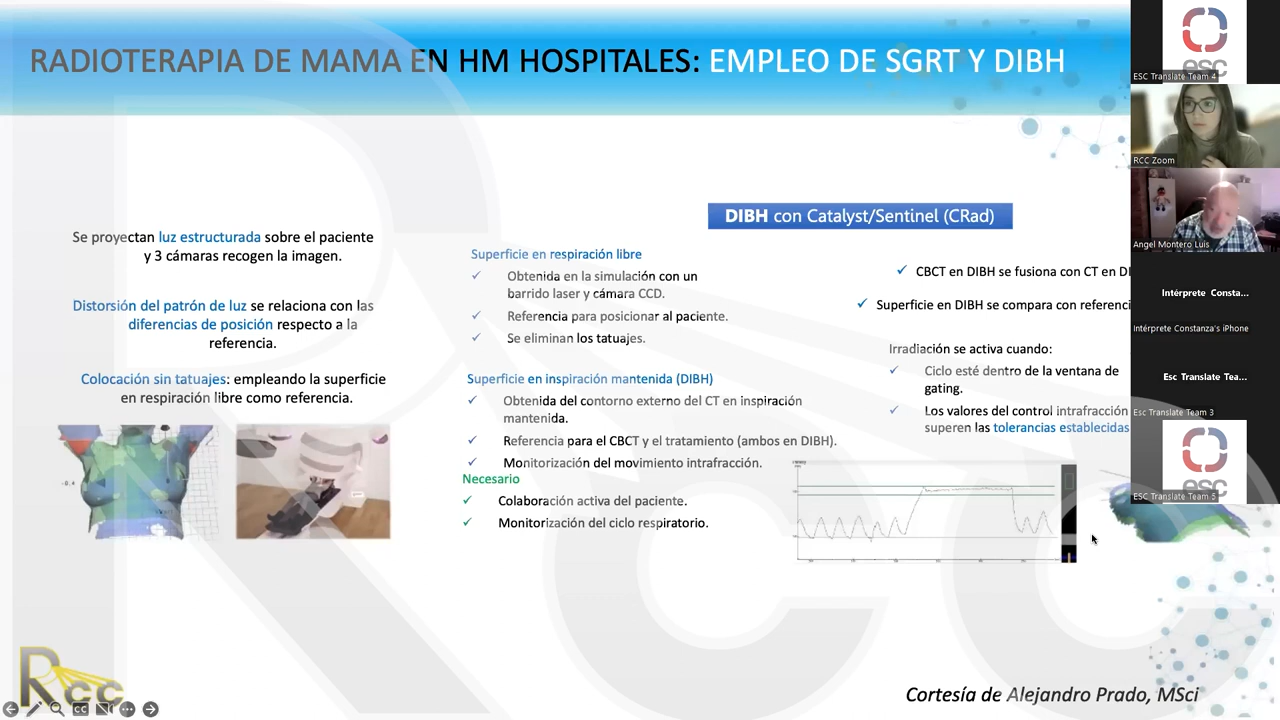 RADIOTERAPIA DE MAMA EN HM HOSPITALES: EMPLEO DE SGRT Y DIBH
Se proyectan luz estructurada sobre el paciente
y 3 cámaras recogen la imagen.
Distorsión del patrón de luz se relaciona con las
diferencias de posición respecto a la
referencia.
Colocación sin tatuajes: empleando la superficie
en respiración libre como referencia.
Superficie en respiración libre
Obtenida en la simulación con un
barrido laser y cámara CCD.
Referencia para posicionar al paciente.
Se eliminan los tatuajes.
Superficie en inspiración mantenida (DIBH)
Obtenida del contorno externo del CT en inspiración
mantenida.
Referencia para el CBCT y el tratamiento (ambos en DIBH).
Monitorización del movimiento intrafracción.
Necesario
Colaboración activa del paciente.
Monitorización del ciclo respiratorio.
DIBH con Catalyst/Sentinel (CRad)
CBCT en DIBH se fusiona con CT en DI
Superficie en DIBH se compara con referenci
Irradiación se activa cuando:
Ciclo esté dentro de la ventana de
gating.
Los valores del control intrafracción
superen las tolerancias establecidas
Cortesía de Alejandro Prado, MSci
Rcc
esc
ESC Translate Team 4
RCC Zoom
Angel Montero Luis
Intérprete Consta...
Intérprete Constanza's iPhone
Esc Translate Tea...
Esc Translate Team 3
esc
ESC Translate Team 5